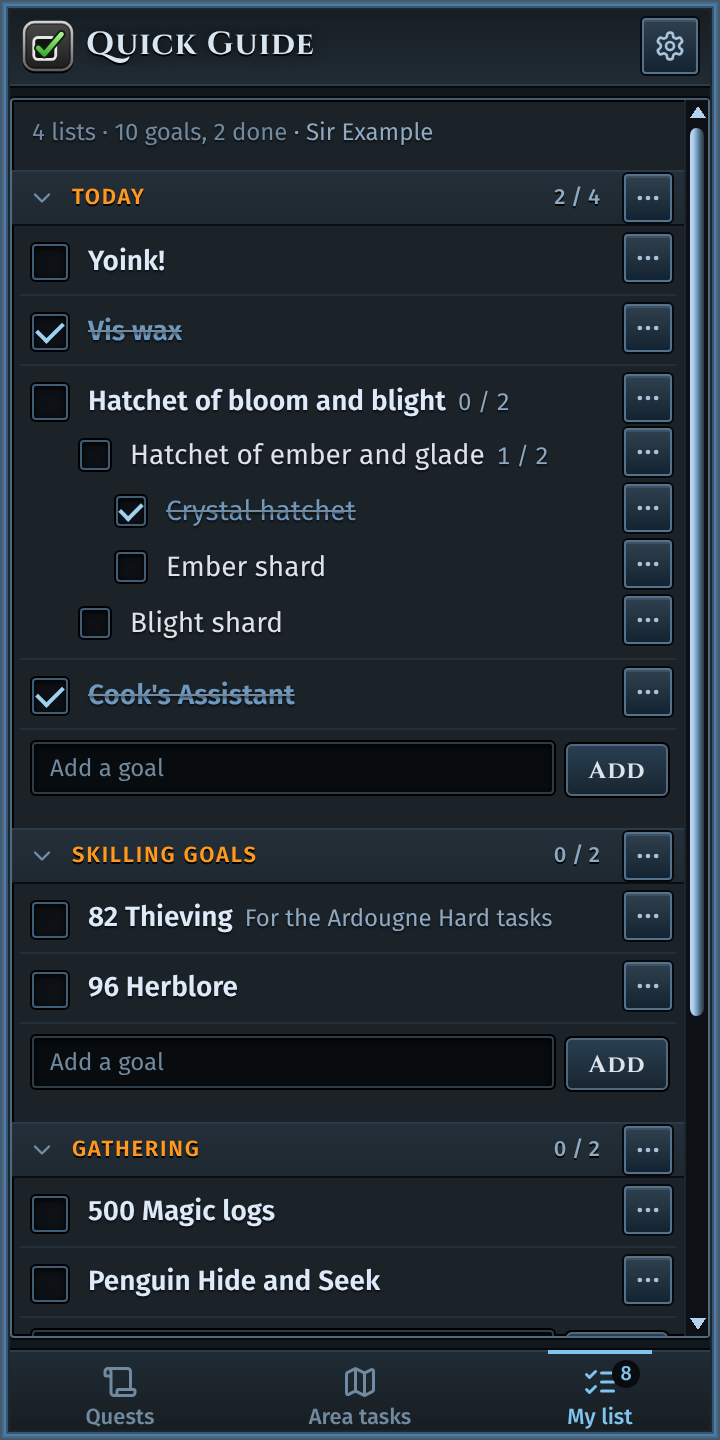 Quick Guide
4 lists · 10 goals, 2 done · Sir Example
TODAY 2 / 4
Yoink!
Vis wax
Hatchet of bloom and blight 0 / 2
Hatchet of ember and glade 1 / 2
Crystal hatchet
Ember shard
Blight shard
Cook's Assistant
Add a goal ADD
SKILLING GOALS 0 / 2
82 Thieving For the Ardougne Hard tasks
96 Herblore
Add a goal ADD
GATHERING 0 / 2
500 Magic logs
Penguin Hide and Seek
8
Quests Area tasks My list